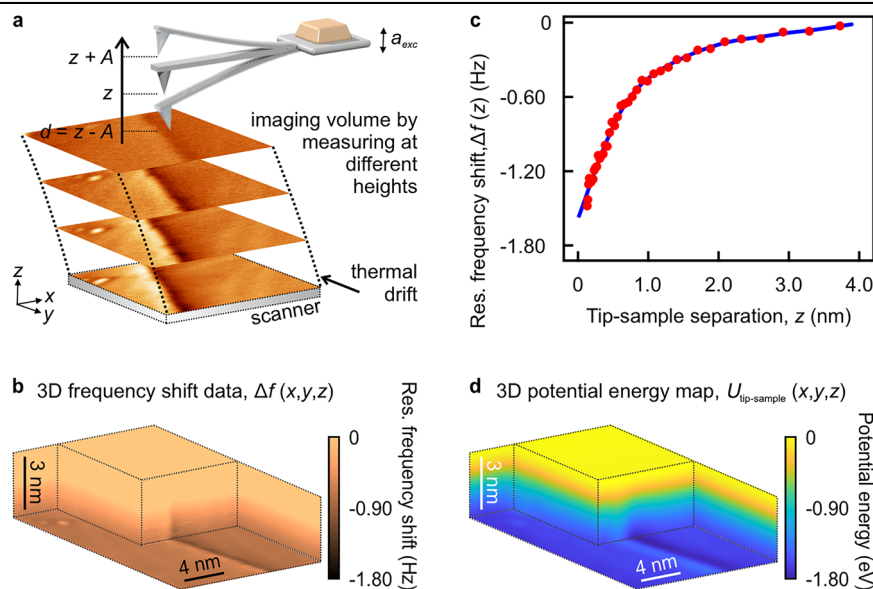 a
a_exc
z + A
z
d = z - A
imaging volume by
measuring at
different
heights
thermal
drift
scanner
z
x
y
c
Res. frequency shift,Δf (z) (Hz)
0
-0.60
-1.20
-1.80
0
1.0
2.0
3.0
4.0
Tip-sample separation, z (nm)
b 3D frequency shift data, Δf (x,y,z)
3 nm
4 nm
Res. frequency
shift (Hz)
0
-0.90
-1.80
d 3D potential energy map, U_tip-sample (x,y,z)
3 nm
4 nm
Potential energy (eV)
0
-0.90
-1.80